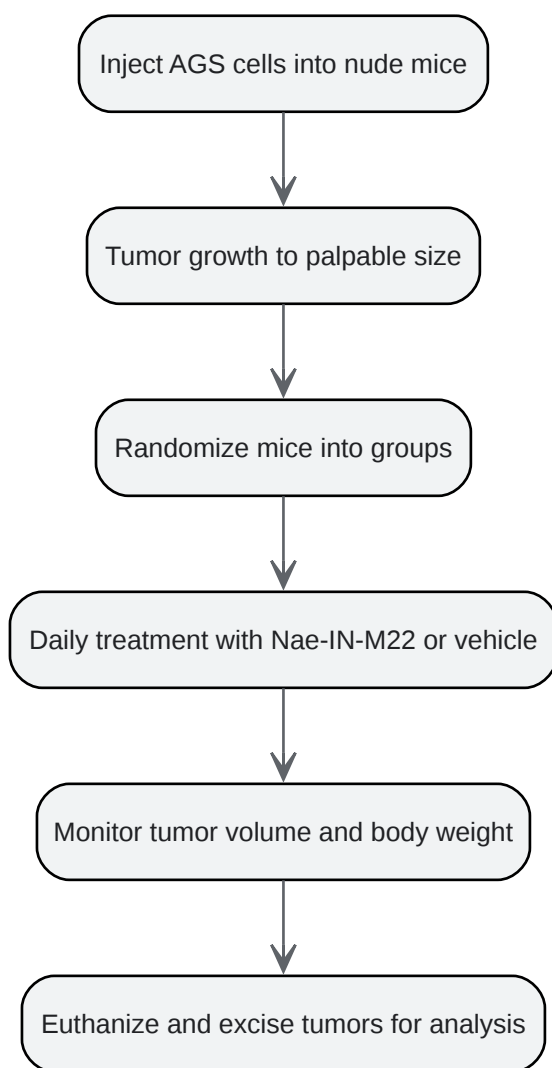 Inject AGS cells into nude mice
Tumor growth to palpable size
Randomize mice into groups
Daily treatment with Nae-IN-M22 or vehicle
Monitor tumor volume and body weight
Euthanize and excise tumors for analysis